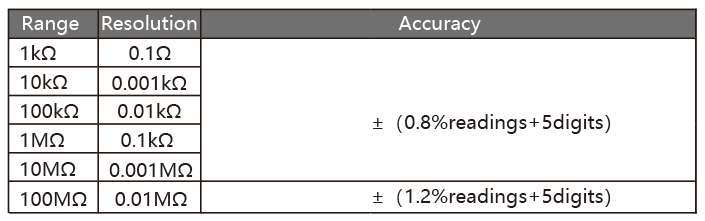 Range Resolution Accuracy
1kΩ 0.1Ω
10kΩ 0.001kΩ
100kΩ 0.01kΩ
± (0.8%readings+5digits)
1MΩ 0.1kΩ
10MΩ 0.001MΩ
100MΩ 0.01MΩ ± (1.2%readings+5digits)